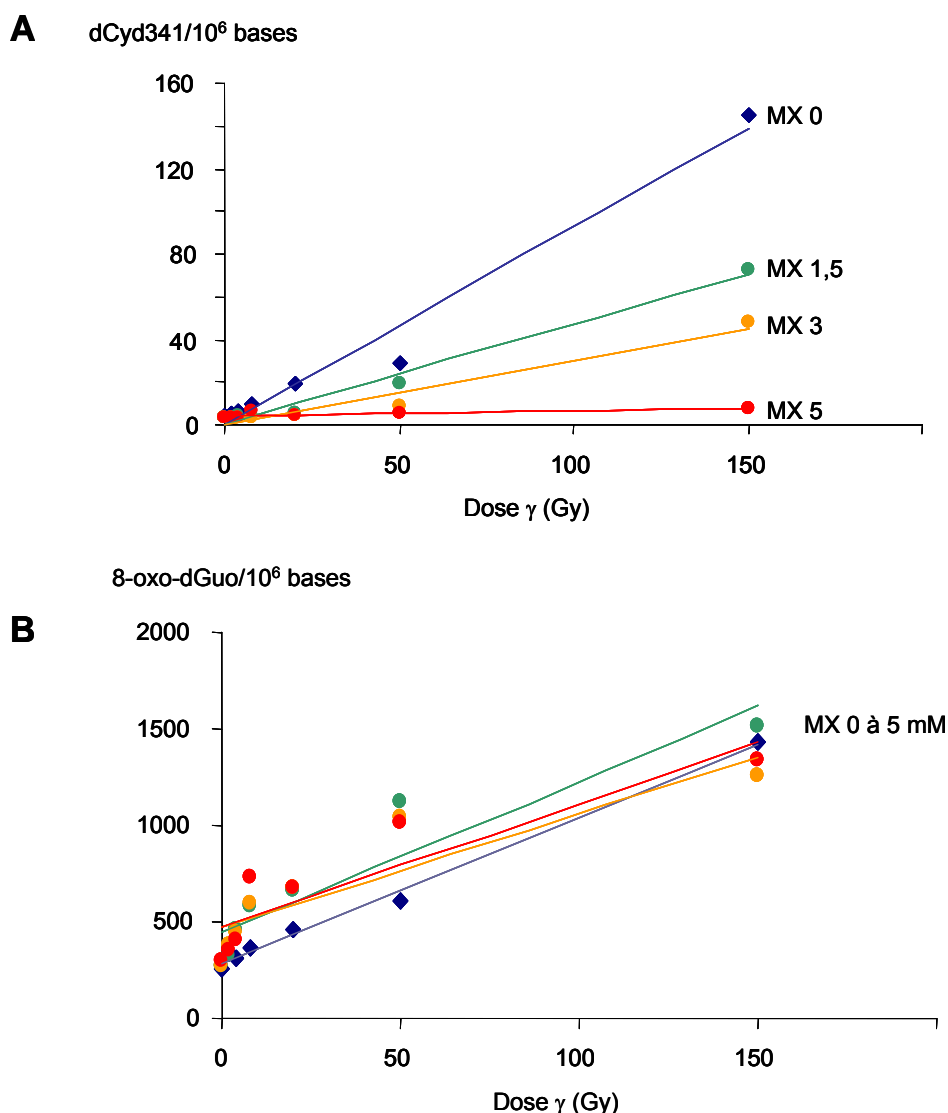 A
dCyd341/10⁶ bases
160
120
80
40
0
MX 0
MX 1,5
MX 3
MX 5
0 50 100 150
Dose γ (Gy)
8-oxo-dGuo/10⁶ bases
B
2000
1500
1000
500
0
MX 0 à 5 mM
0 50 100 150
Dose γ (Gy)